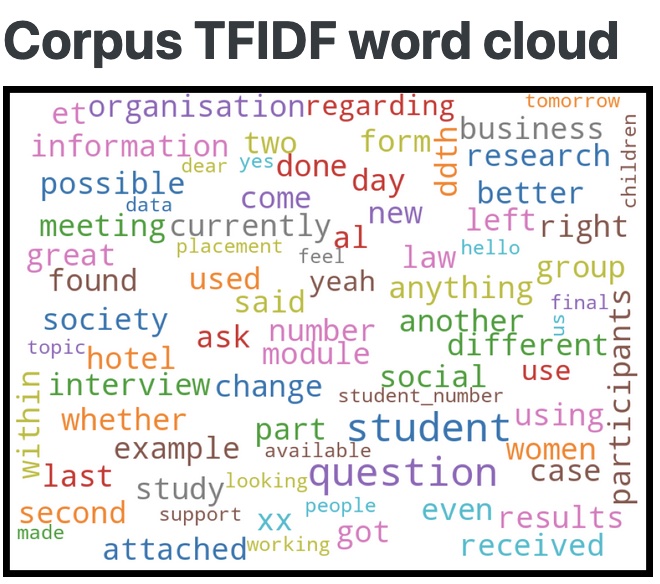 Corpus TFIDF word cloud
et organisation regarding tomorrow
information two form ddth business children
dear yes done research
possible data come day better
meeting currently new left right
great placement feel al law hello
found used yeah anything group
said final
society ask number another us
topic hotel module different participants
interview change social use
within whether student_number
example part student using
available women
last study looking question case
second support xx people even results
made attached working got received